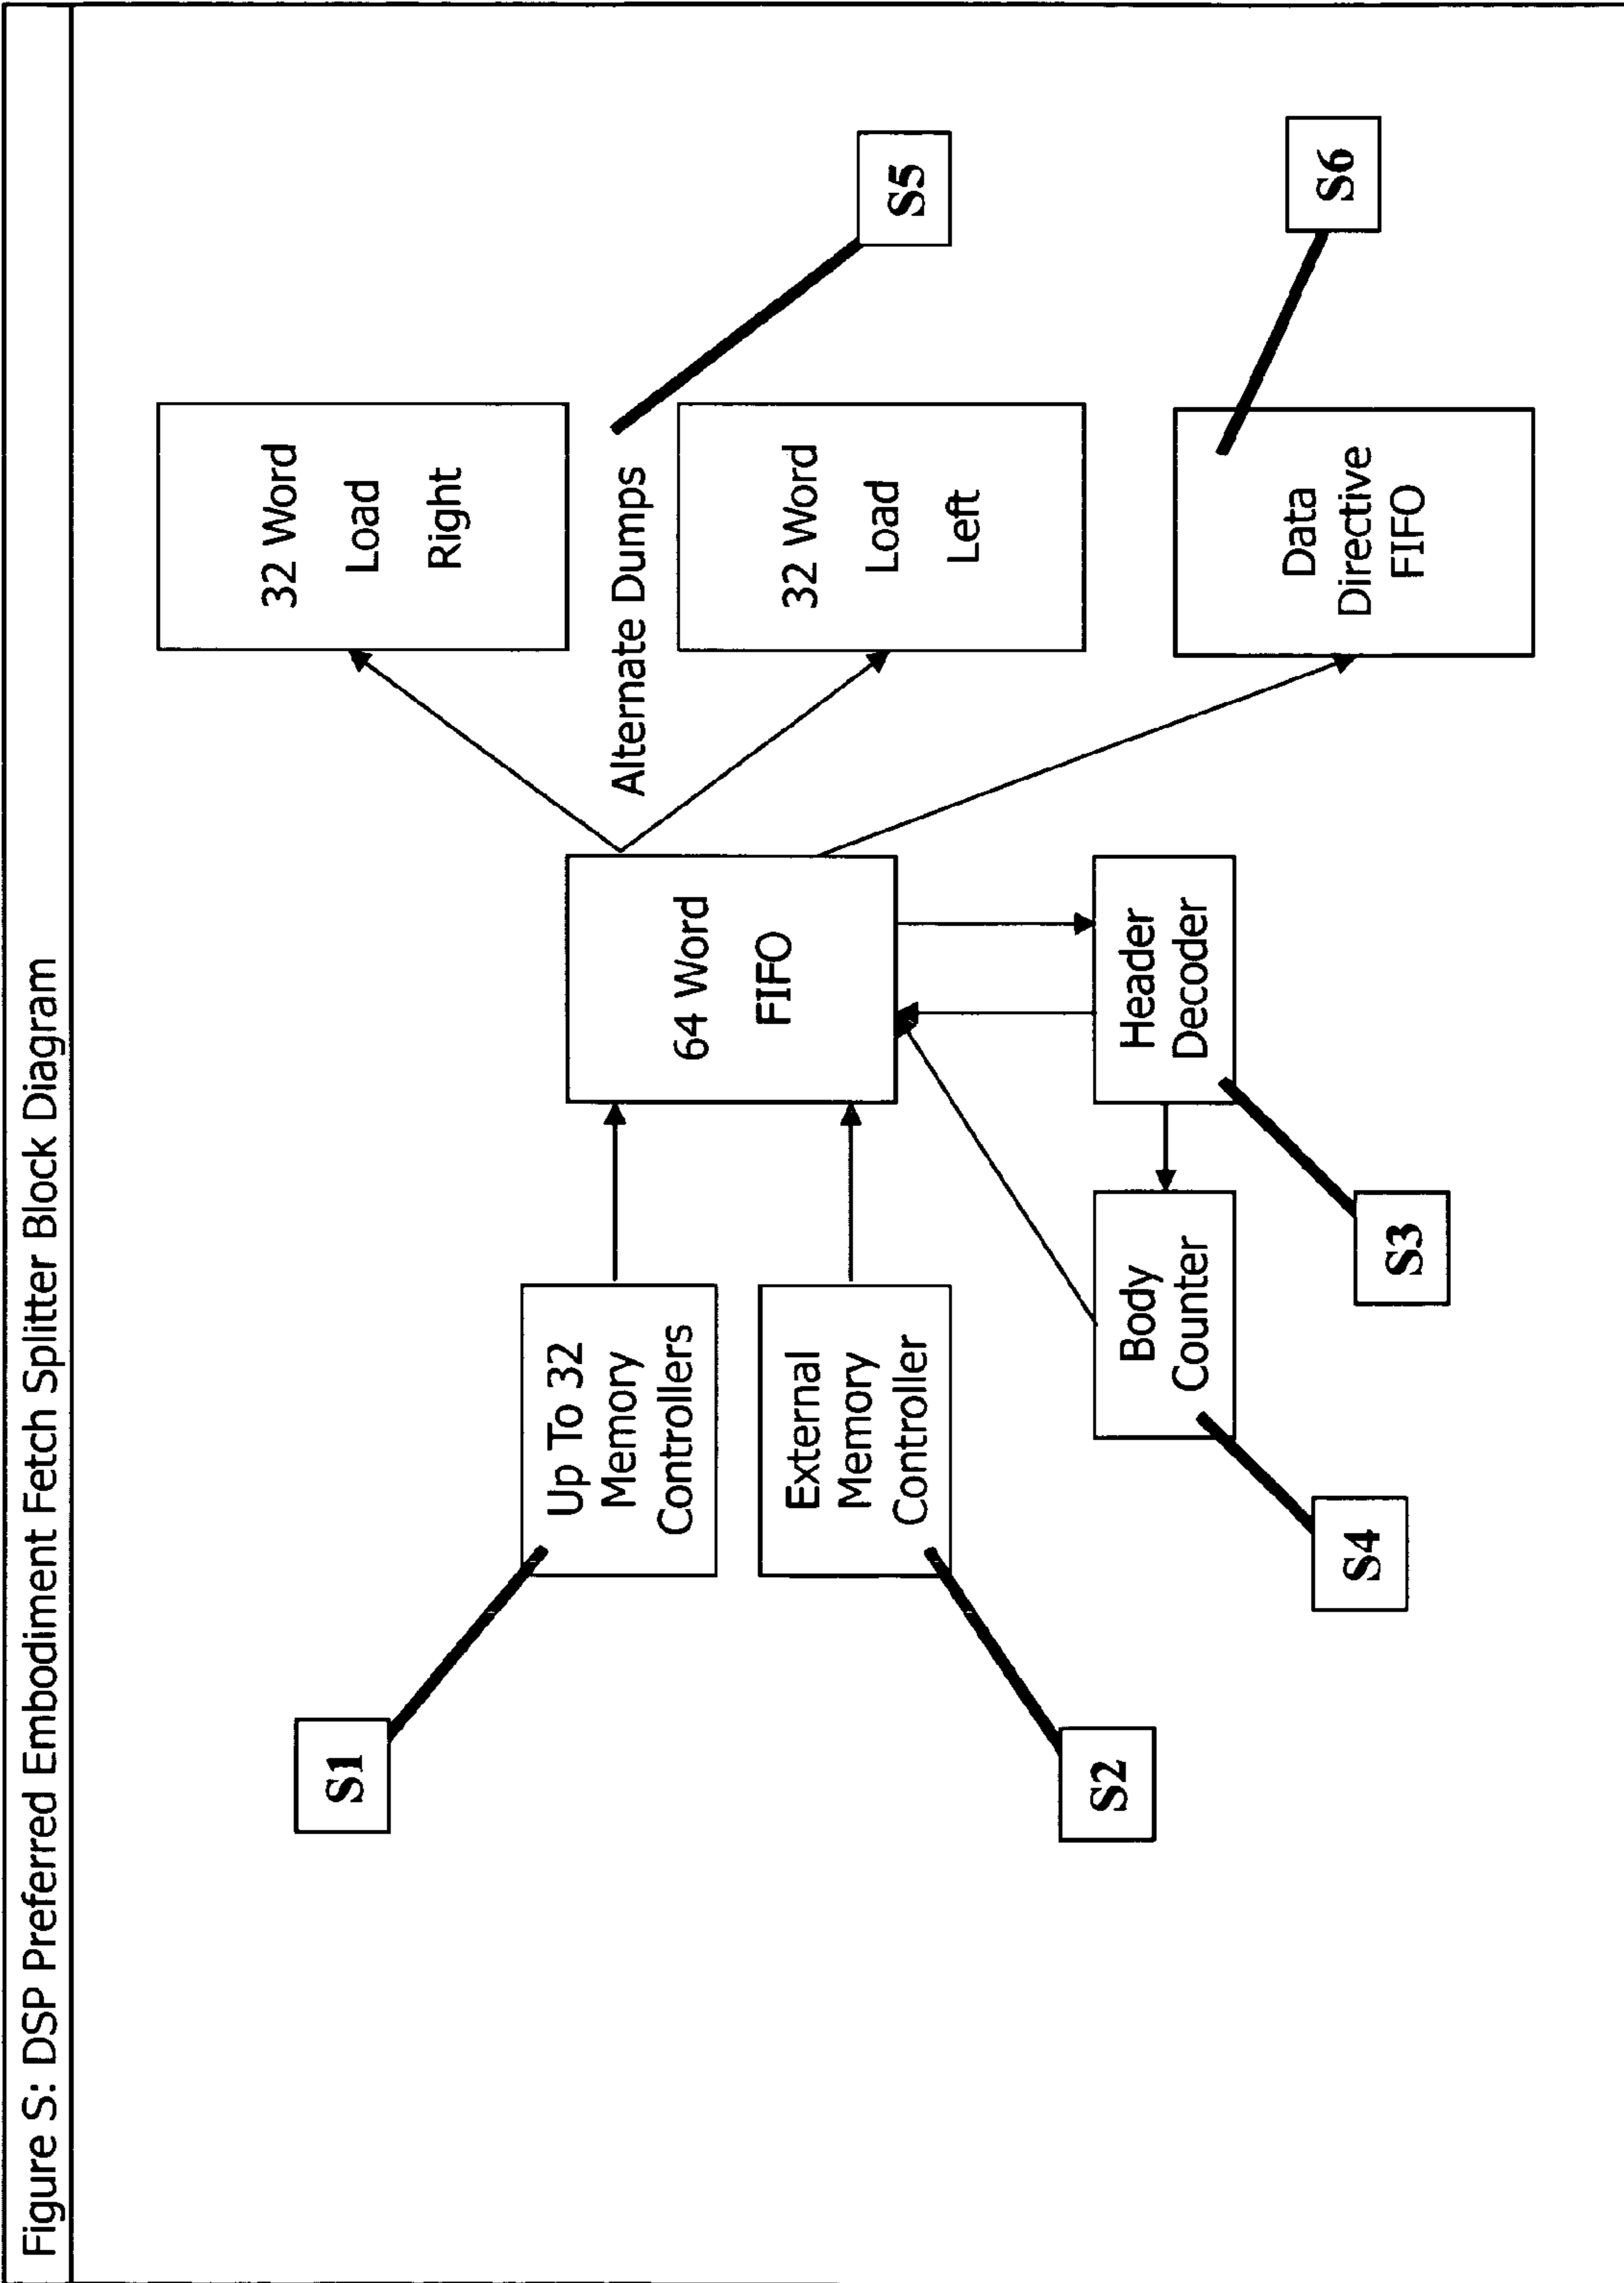 Figure S: DSP Preferred Embodiment Fetch Splitter Block Diagram
S1
Up To 32
Memory
Controllers
S2
External
Memory
Controller
64 Word
FIFO
32 Word
Load
Right
Alternate Dumps
32 Word
Load
Left
S5
Data
Directive
FIFO
S6
Header
Decoder
S3
Body
Counter
S4